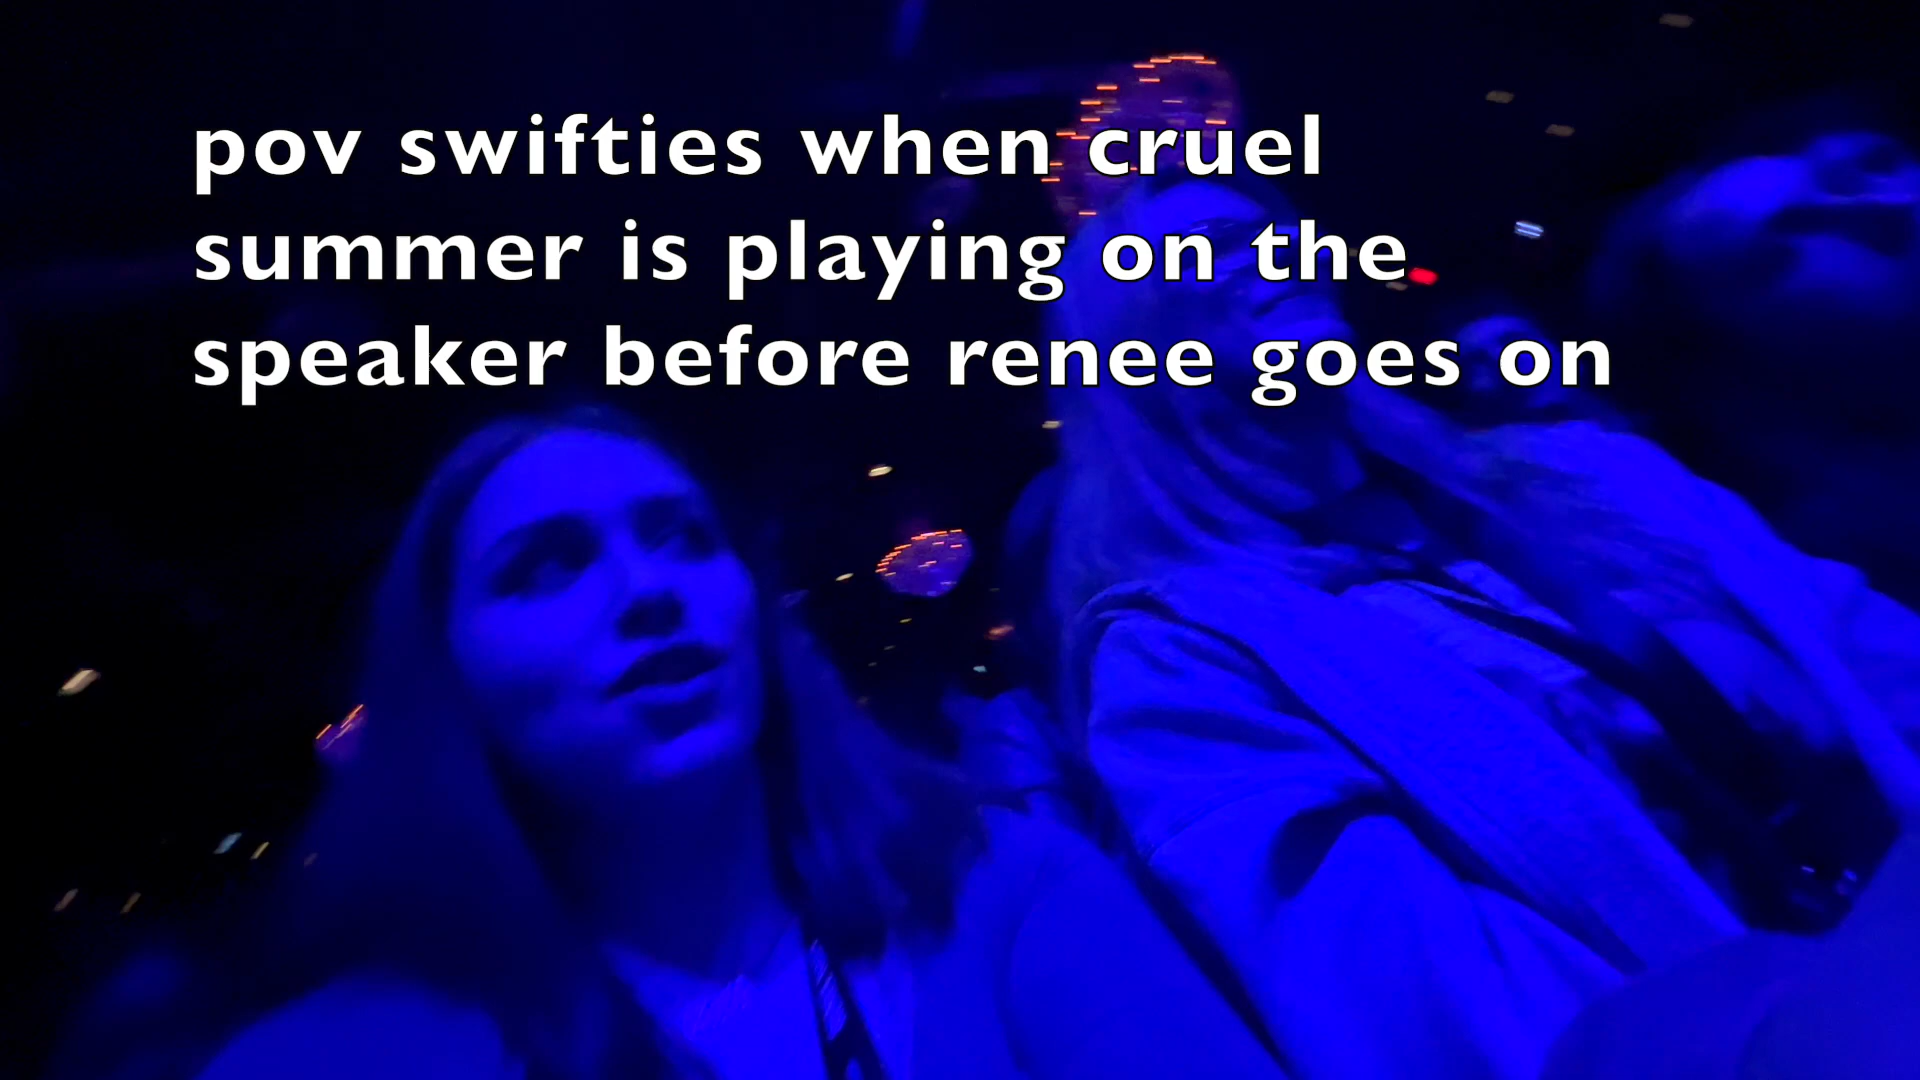 pov swifties when cruel
summer is playing on the
speaker before renee goes on